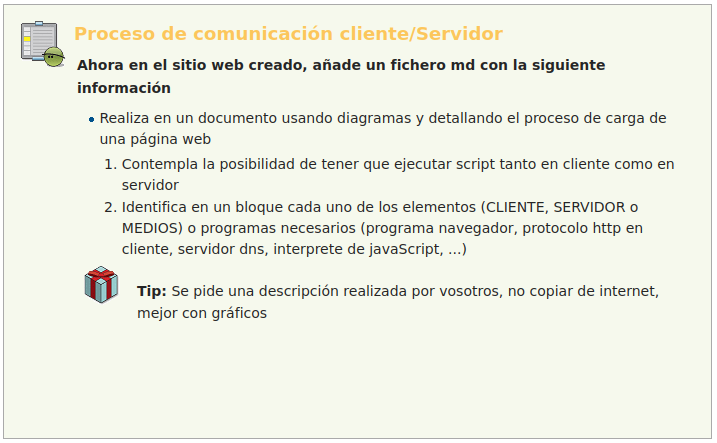 Proceso de comunicación cliente/Servidor
Ahora en el sitio web creado, añade un fichero md con la siguiente
información
• Realiza en un documento usando diagramas y detallando el proceso de carga de
una página web
1. Contempla la posibilidad de tener que ejecutar script tanto en cliente como en
servidor
2. Identifica en un bloque cada uno de los elementos (CLIENTE, SERVIDOR o
MEDIOS) o programas necesarios (programa navegador, protocolo http en
cliente, servidor dns, interprete de javaScript, ...)
Tip: Se pide una descripción realizada por vosotros, no copiar de internet,
mejor con gráficos